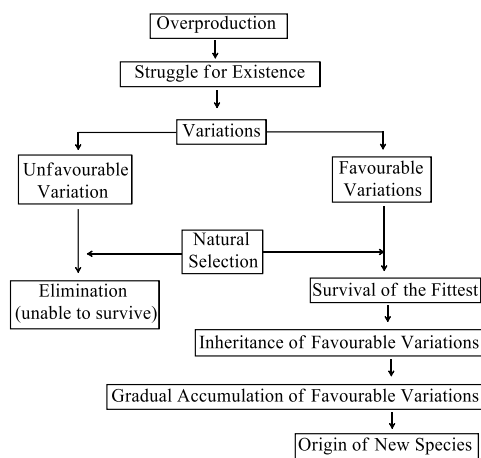 Overproduction
Struggle for Existence
Variations
Unfavourable
Variation
Favourable
Variations
Natural
Selection
Elimination
(unable to survive)
Survival of the Fittest
Inheritance of Favourable Variations
Gradual Accumulation of Favourable Variations
Origin of New Species